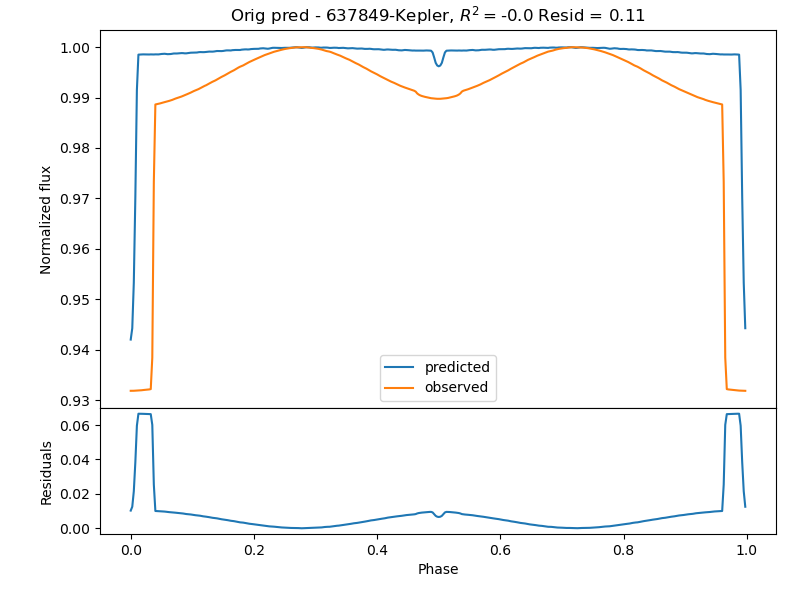 Orig pred - 637849-Kepler, R² = -0.0 Resid = 0.11
Normalized flux
1.00
0.99
0.98
0.97
0.96
0.95
0.94
0.93
predicted
observed
Residuals
0.06
0.04
0.02
0.00
0.0 0.2 0.4 0.6 0.8 1.0
Phase